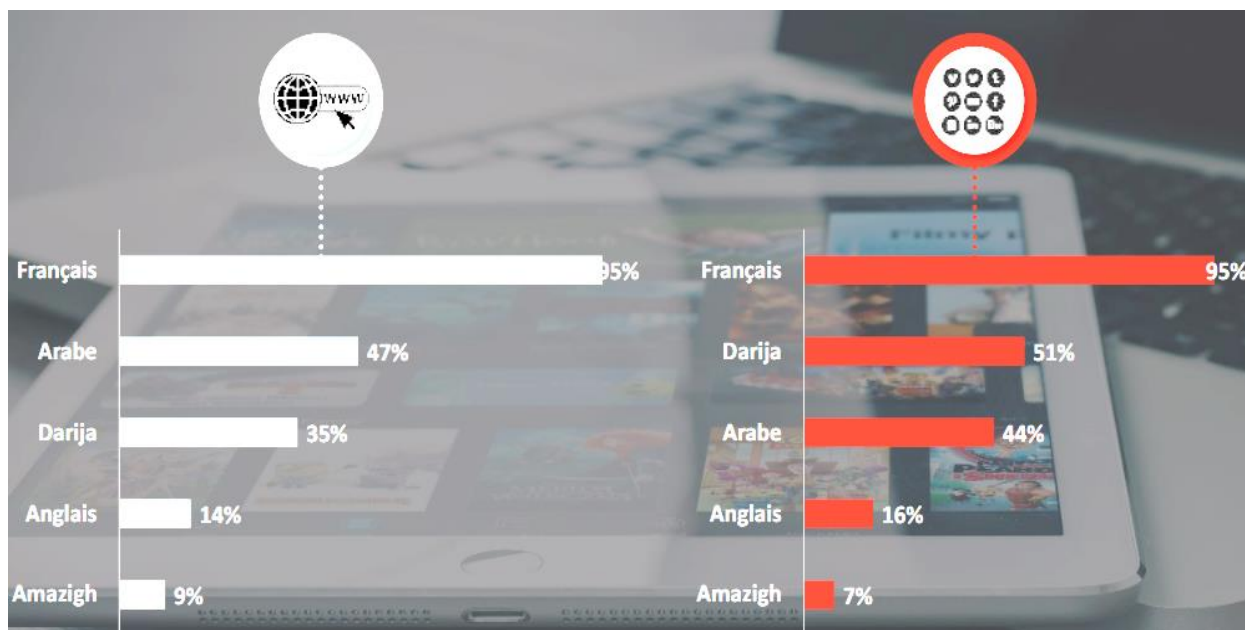 www
Français 95%
Arabe 47%
Darija 35%
Anglais 14%
Amazigh 9%
Français 95%
Darija 51%
Arabe 44%
Anglais 16%
Amazigh 7%